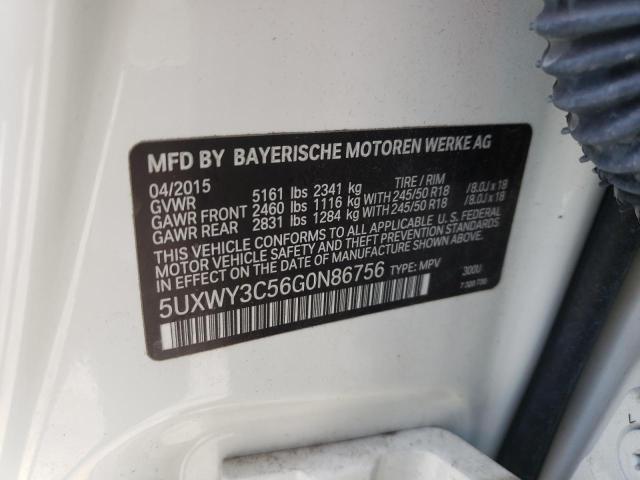 MFD BY BAYERISCHE MOTOREN WERKE AG
04/2015 TIRE / RIM
GVWR 5161 lbs 2341 kg
GAWR FRONT 2460 lbs 1116 kg WITH 245/50 R18 / 8.0J x 18
GAWR REAR 2831 lbs 1284 kg WITH 245/50 R18 / 8.0J x 18
THIS VEHICLE CONFORMS TO ALL APPLICABLE U. S. FEDERAL
MOTOR VEHICLE SAFETY AND THEFT PREVENTION STANDARDS
IN EFFECT ON THE DATE OF MANUFACTURE SHOWN ABOVE.
5UXWY3C56G0N86756 TYPE: MPV 300U
L